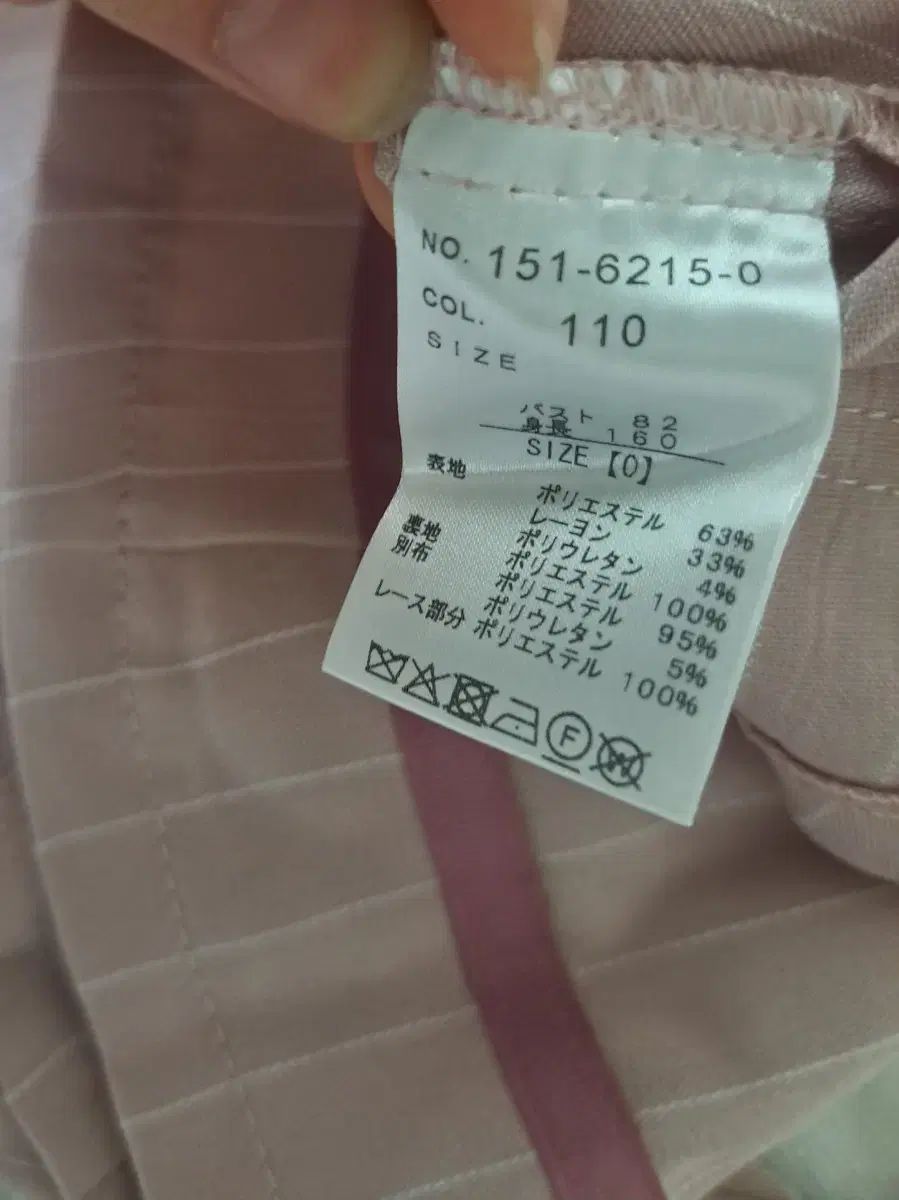 NO. 151-6215-0
COL. 110
SIZE
バスト 82
身長 160
SIZE【0】
表地 ポリエステル 63%
レーヨン 33%
ポリウレタン 4%
裏地 ポリエステル 100%
別布 ポリエステル 95%
ポリウレタン 5%
レース部分 ポリエステル 100%
F
W